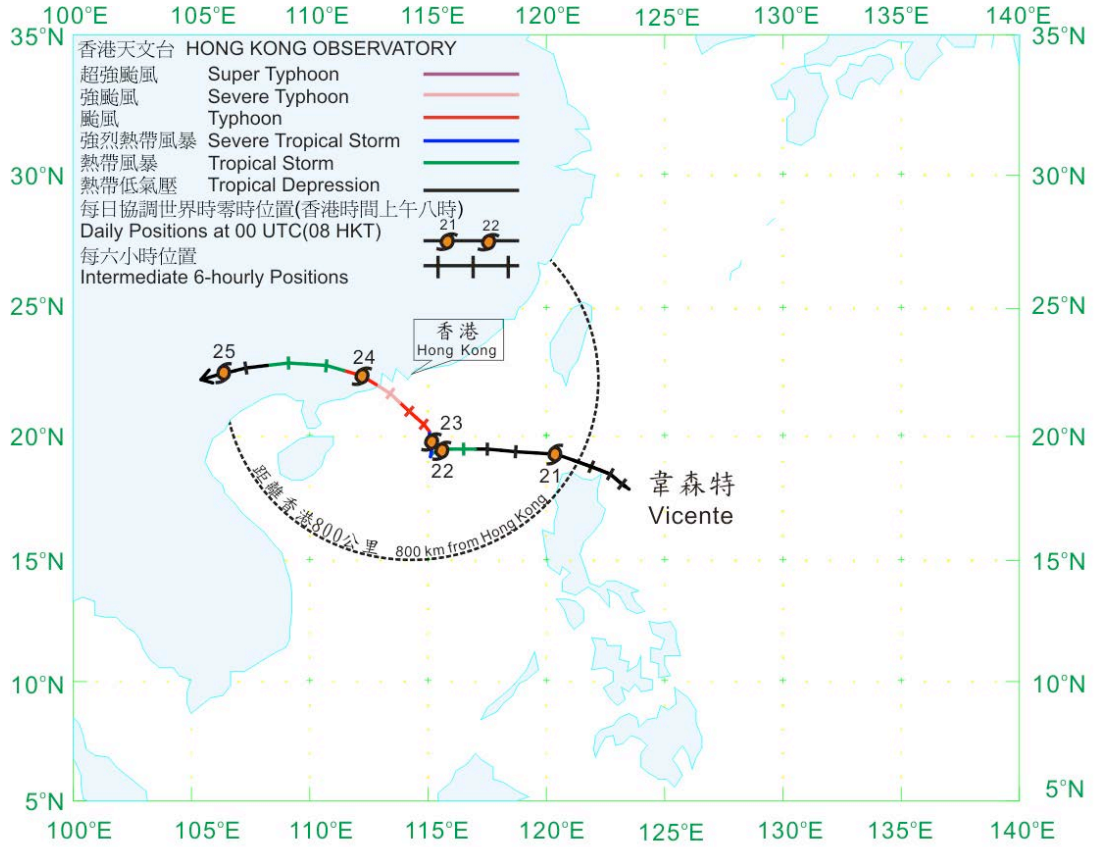 100°E 105°E 110°E 115°E 120°E 125°E 130°E 135°E 140°E
35°N 35°N
香港天文台 HONG KONG OBSERVATORY
超強颱風 Super Typhoon
強颱風 Severe Typhoon
颱風 Typhoon
強烈熱帶風暴 Severe Tropical Storm
熱帶風暴 Tropical Storm
30°N 30°N
熱帶低氣壓 Tropical Depression
每日協調世界時零時位置(香港時間上午八時)
Daily Positions at 00 UTC(08 HKT)
21 22
每六小時位置
Intermediate 6-hourly Positions
25°N 25°N
香港
Hong Kong
25 24
23
20°N 20°N
22 21
韋森特
Vicente
距離香港800公里 800 km from Hong Kong
15°N 15°N
10°N 10°N
5°N 5°N
100°E 105°E 110°E 115°E 120°E 125°E 130°E 135°E 140°E